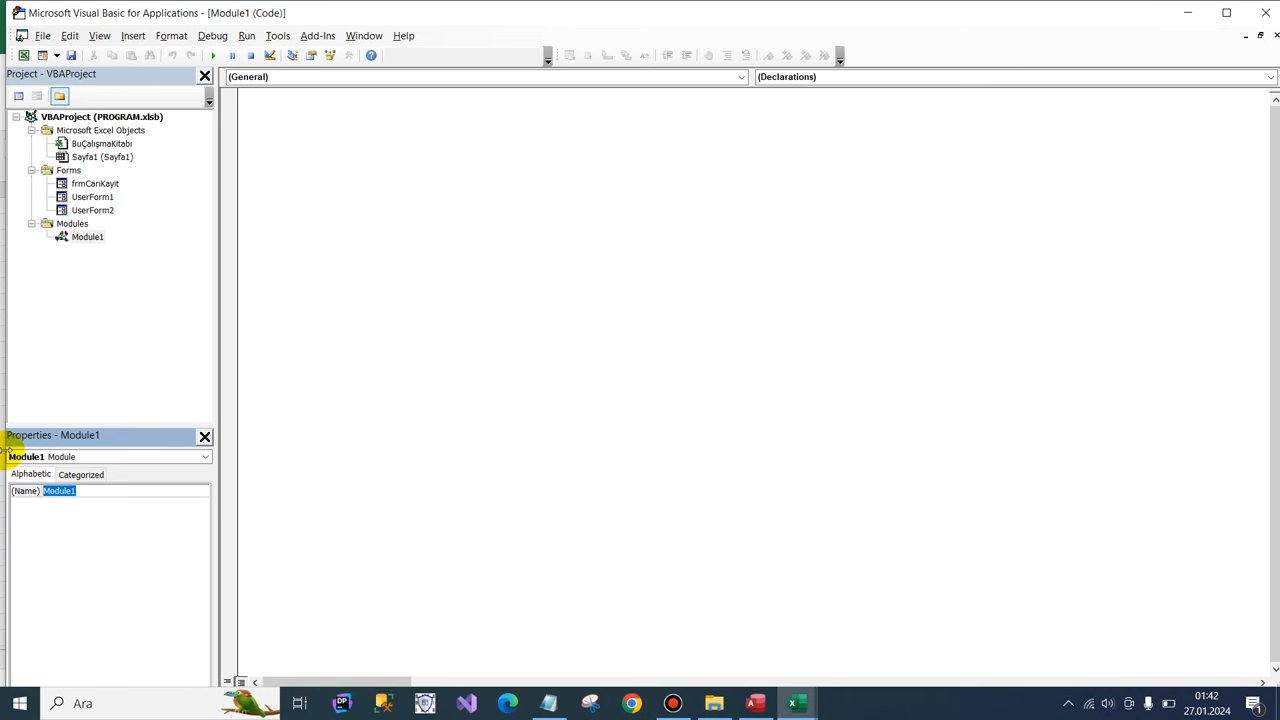 Microsoft Visual Basic for Applications - [Module1 (Code)]
File Edit View Insert Format Debug Run Tools Add-Ins Window Help
Project - VBAProject
(General) (Declarations)
VBAProject (PROGRAM.xlsb)
Microsoft Excel Objects
BuÇalışmaKitabı
Sayfa1 (Sayfa1)
Forms
frmCariKayit
UserForm1
UserForm2
Modules
Module1
Properties - Module1
Module1 Module
Alphabetic Categorized
(Name) Module1
Ara
DP
01:42
27.01.2024
1